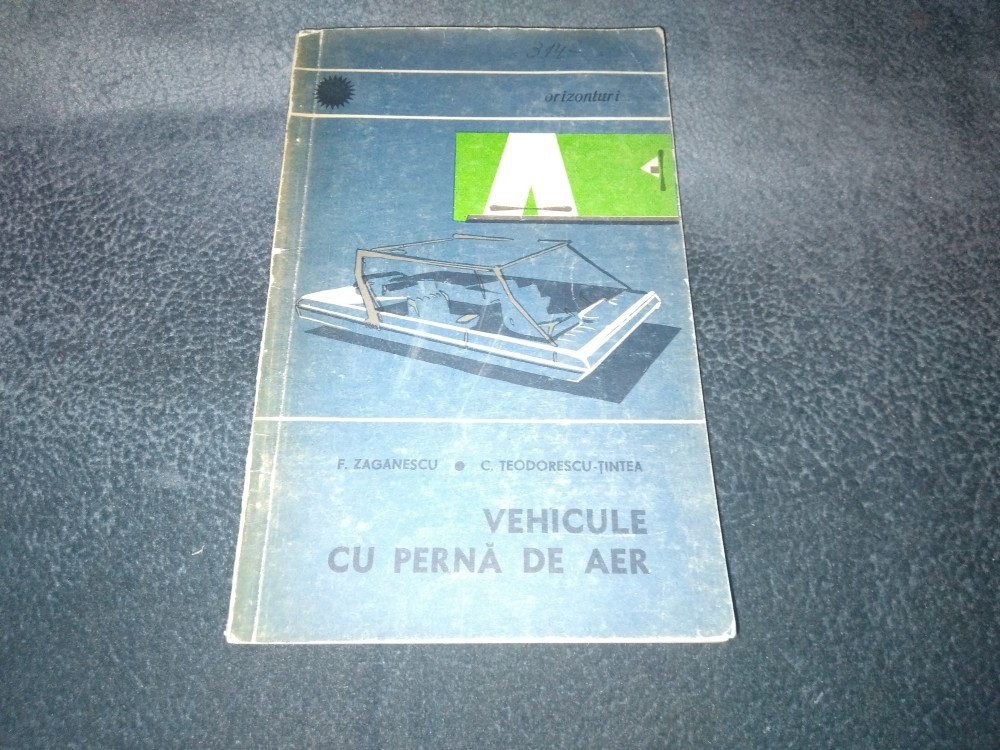 orizonturi
F. ZAGANESCU • C. TEODORESCU-ȚINTEA
VEHICULE
CU PERNĂ DE AER